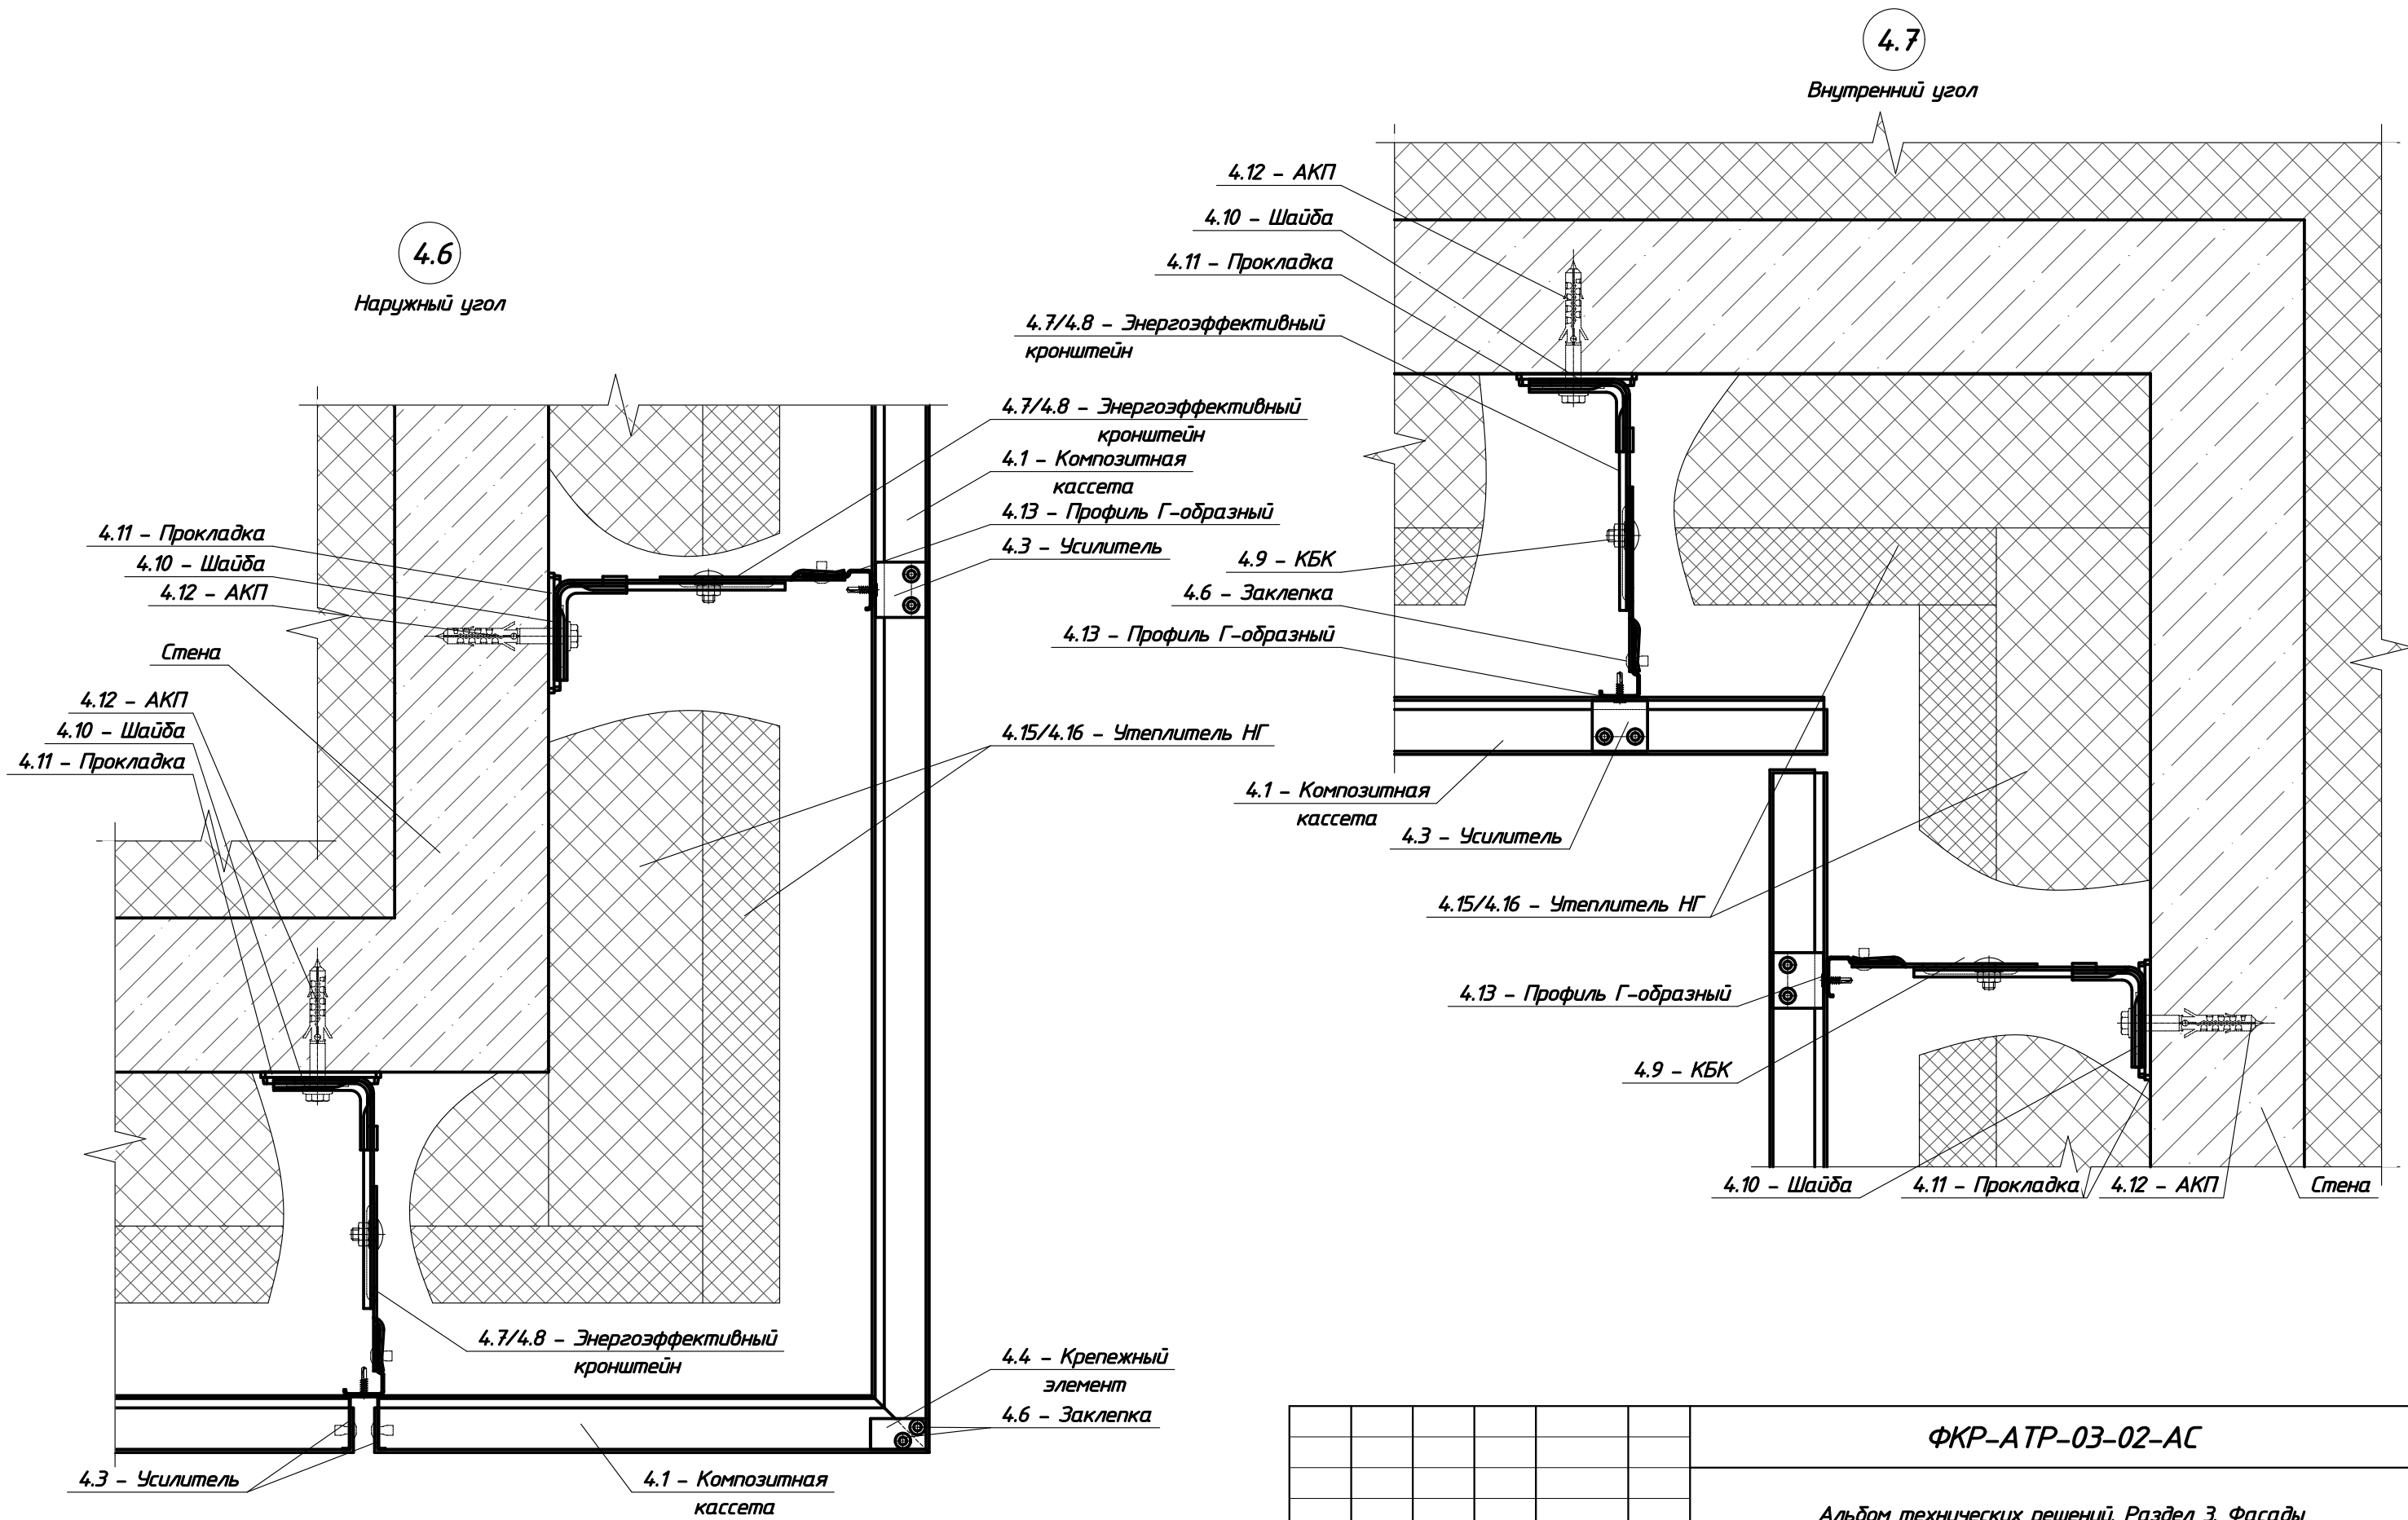 4.6
Наружный угол
4.11 - Прокладка
4.10 - Шайба
4.12 - АКП
Стена
4.12 - АКП
4.10 - Шайба
4.11 - Прокладка
4.7/4.8 - Энергоэффективный
кронштейн
4.1 - Композитная
кассета
4.13 - Профиль Г-образный
4.3 - Усилитель
4.15/4.16 - Утеплитель НГ
4.7/4.8 - Энергоэффективный
кронштейн
4.4 - Крепежный
элемент
4.6 - Заклепка
4.3 - Усилитель
4.1 - Композитная
кассета
4.7
Внутренний угол
4.12 - АКП
4.10 - Шайба
4.11 - Прокладка
4.7/4.8 - Энергоэффективный
кронштейн
4.9 - КБК
4.6 - Заклепка
4.13 - Профиль Г-образный
4.1 - Композитная
кассета
4.3 - Усилитель
4.15/4.16 - Утеплитель НГ
4.13 - Профиль Г-образный
4.9 - КБК
4.10 - Шайба
4.11 - Прокладка
4.12 - АКП
Стена
ФКР-АТР-03-02-АС
Альбом технических решений. Раздел 3. Фасады